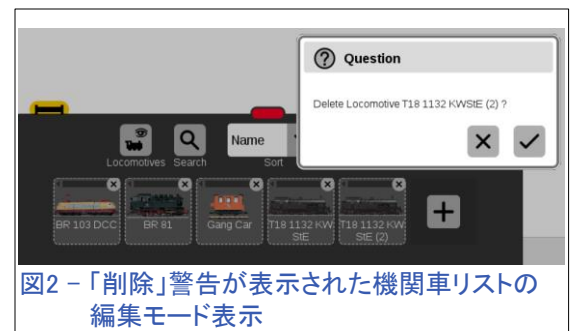 Question
Delete Locomotive T18 1132 KWStE (2) ?
Name
Locomotives Search Sort
BR 103 DCC BR 81 Gang Car T18 1132 KW T18 1132 KW
StE StE (2)
図2 – 「削除」警告が表示された機関車リストの
編集モード表示